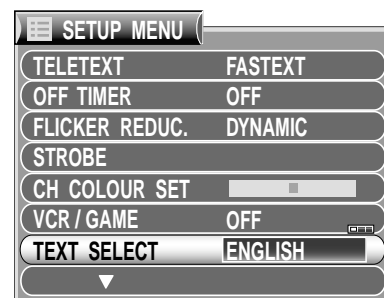 SETUP MENU
TELETEXT FASTEXT
OFF TIMER OFF
FLICKER REDUC. DYNAMIC
STROBE
CH COLOUR SET
VCR / GAME OFF
TEXT SELECT ENGLISH